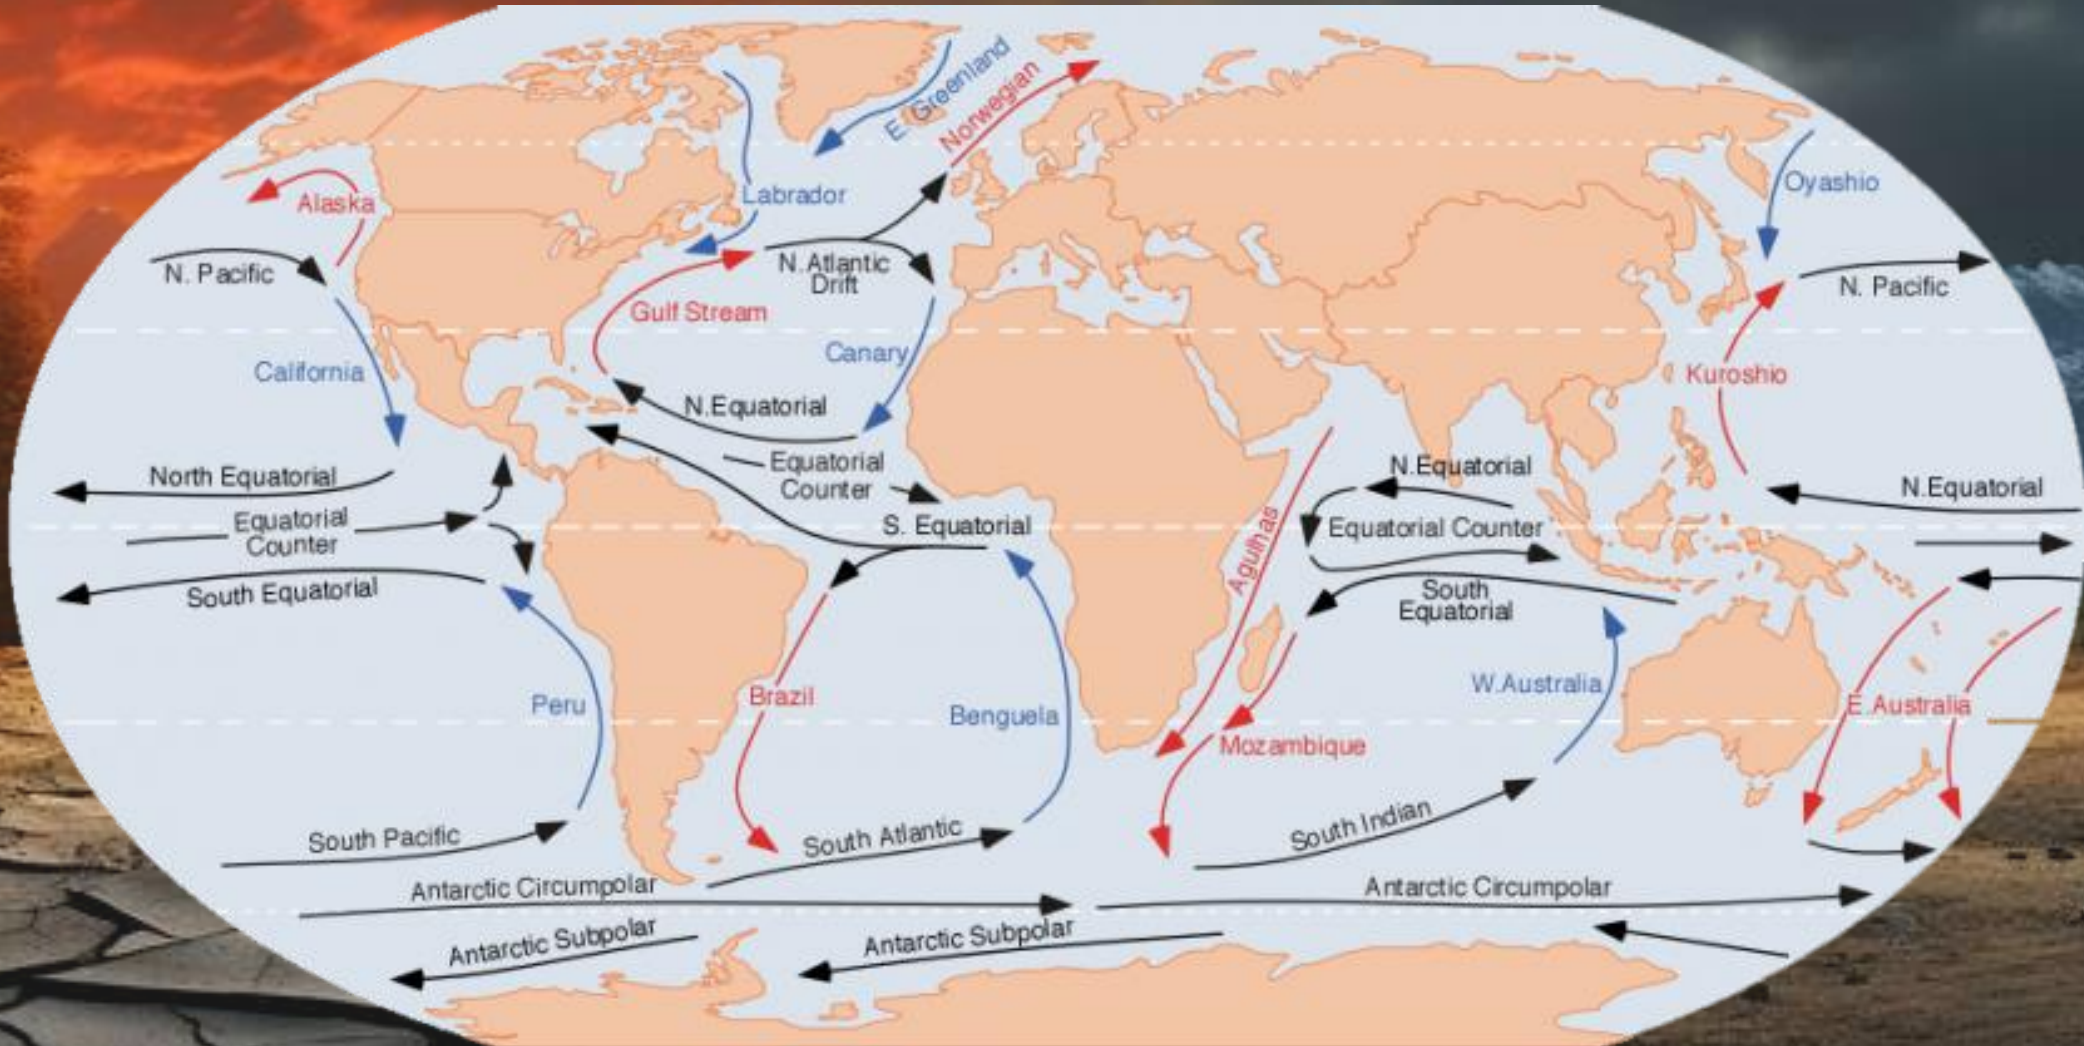 E. Greenland
Norwegian
Alaska
Labrador
Oyashio
N. Pacific
N. Atlantic
Drift
N. Pacific
Gulf Stream
California
Canary
Kuroshio
N.Equatorial
North Equatorial
Equatorial
Counter
N.Equatorial
N.Equatorial
Equatorial
Counter
S. Equatorial
Equatorial Counter
Agulhas
South Equatorial
South
Equatorial
Peru
Brazil
Benguela
W.Australia
E.Australia
Mozambique
South Pacific
South Atlantic
South Indian
Antarctic Circumpolar
Antarctic Circumpolar
Antarctic Subpolar
Antarctic Subpolar